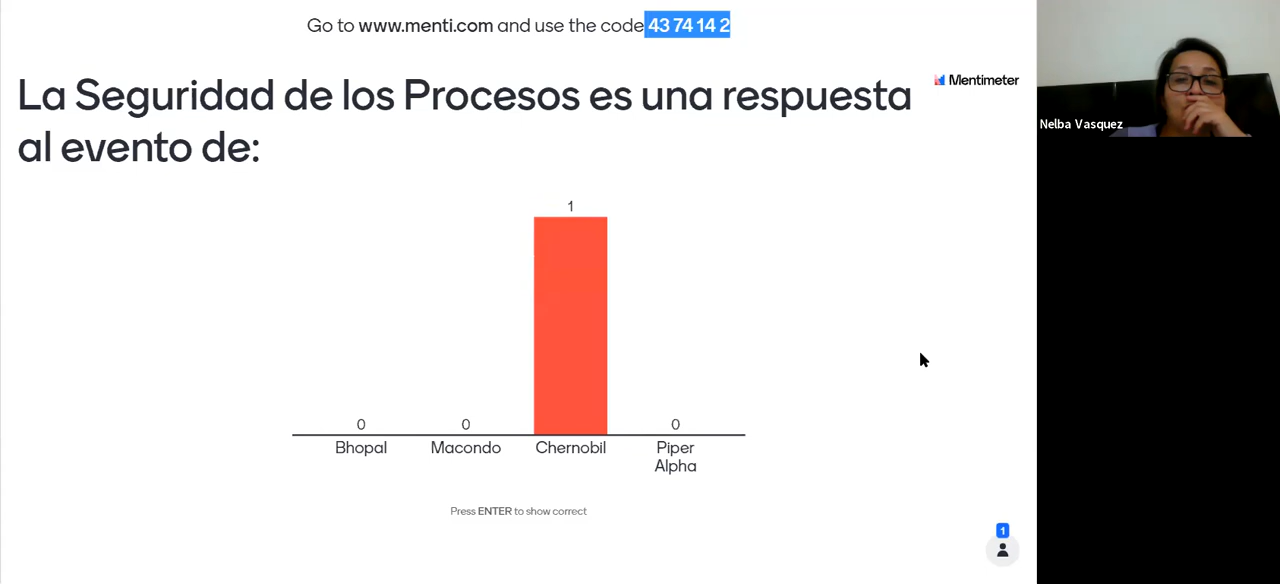 Go to www.menti.com and use the code 43 74 14 2
La Seguridad de los Procesos es una respuesta
al evento de:
Mentimeter
Nelba Vasquez
1
0
0
0
Bhopal
Macondo
Chernobil
Piper
Alpha
Press ENTER to show correct
1